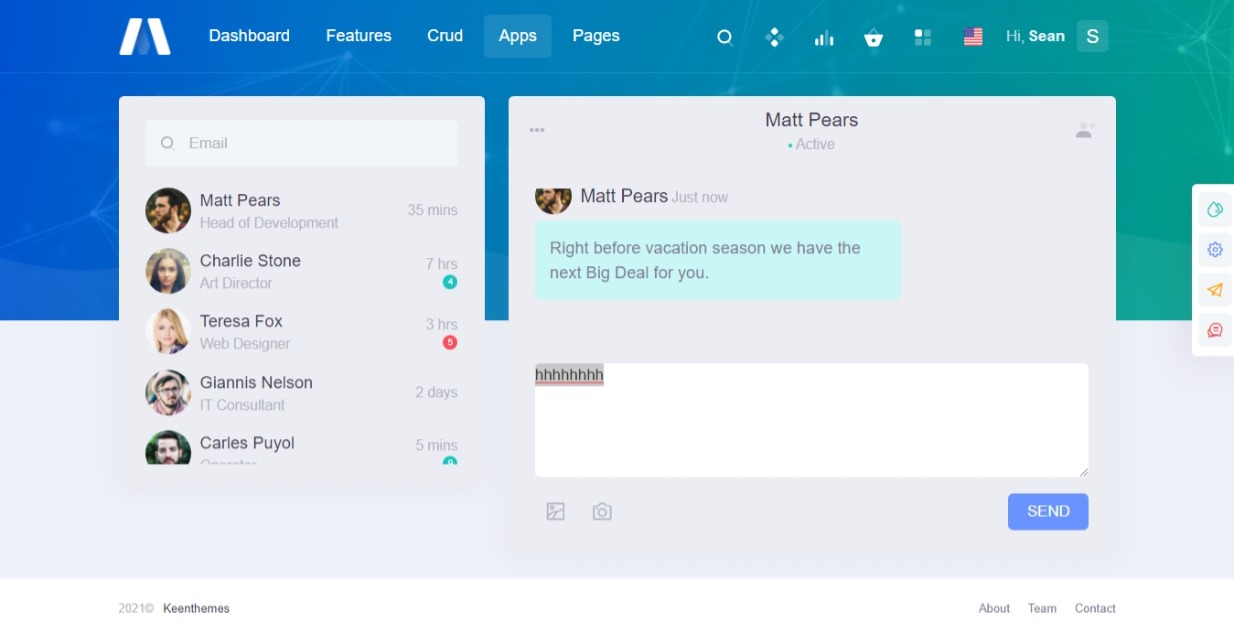 Dashboard Features Crud Apps Pages Hi, Sean S
Email
Matt Pears 35 mins
Head of Development
Charlie Stone 7 hrs
Art Director 4
Teresa Fox 3 hrs
Web Designer 5
Giannis Nelson 2 days
IT Consultant
Carles Puyol 5 mins
Matt Pears
• Active
Matt Pears Just now
Right before vacation season we have the
next Big Deal for you.
hhhhhhhh
SEND
2021© Keenthemes About Team Contact